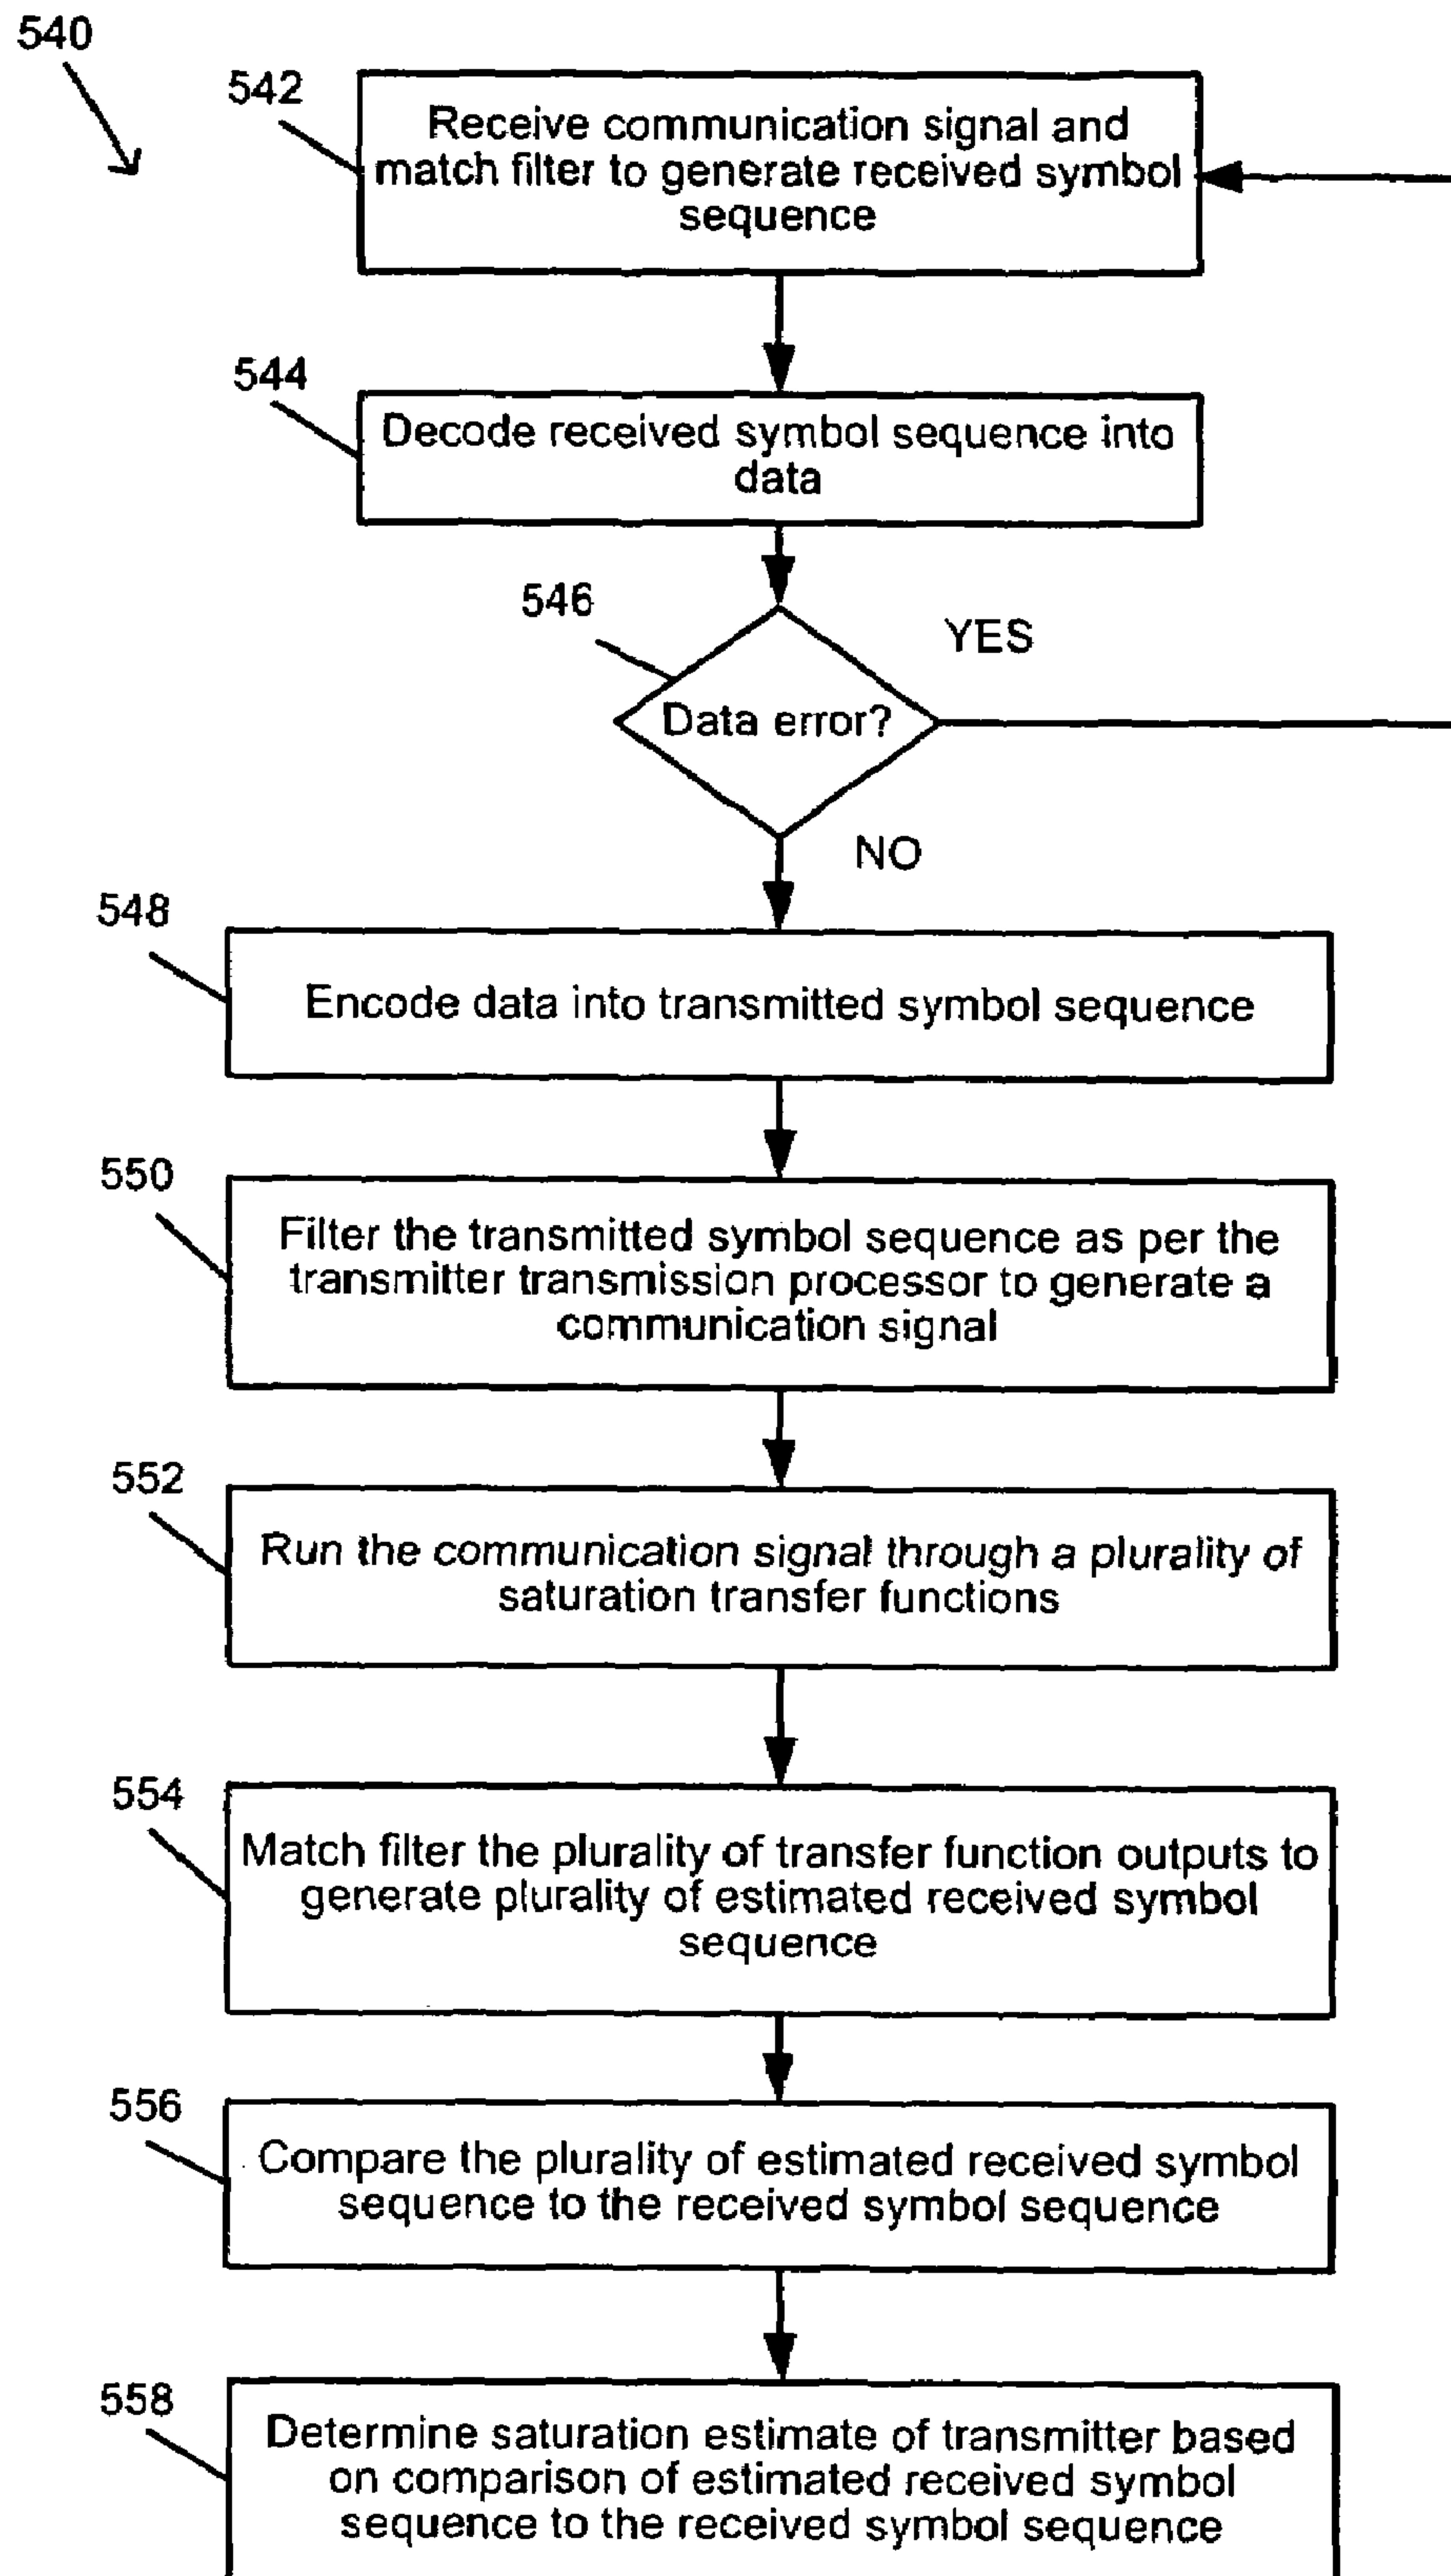 540
542
Receive communication signal and
match filter to generate received symbol
sequence
544
Decode received symbol sequence into
data
546
YES
Data error?
NO
548
Encode data into transmitted symbol sequence
550
Filter the transmitted symbol sequence as per the
transmitter transmission processor to generate a
communication signal
552
Run the communication signal through a plurality of
saturation transfer functions
554
Match filter the plurality of transfer function outputs to
generate plurality of estimated received symbol
sequence
556
Compare the plurality of estimated received symbol
sequence to the received symbol sequence
558
Determine saturation estimate of transmitter based
on comparison of estimated received symbol
sequence to the received symbol sequence